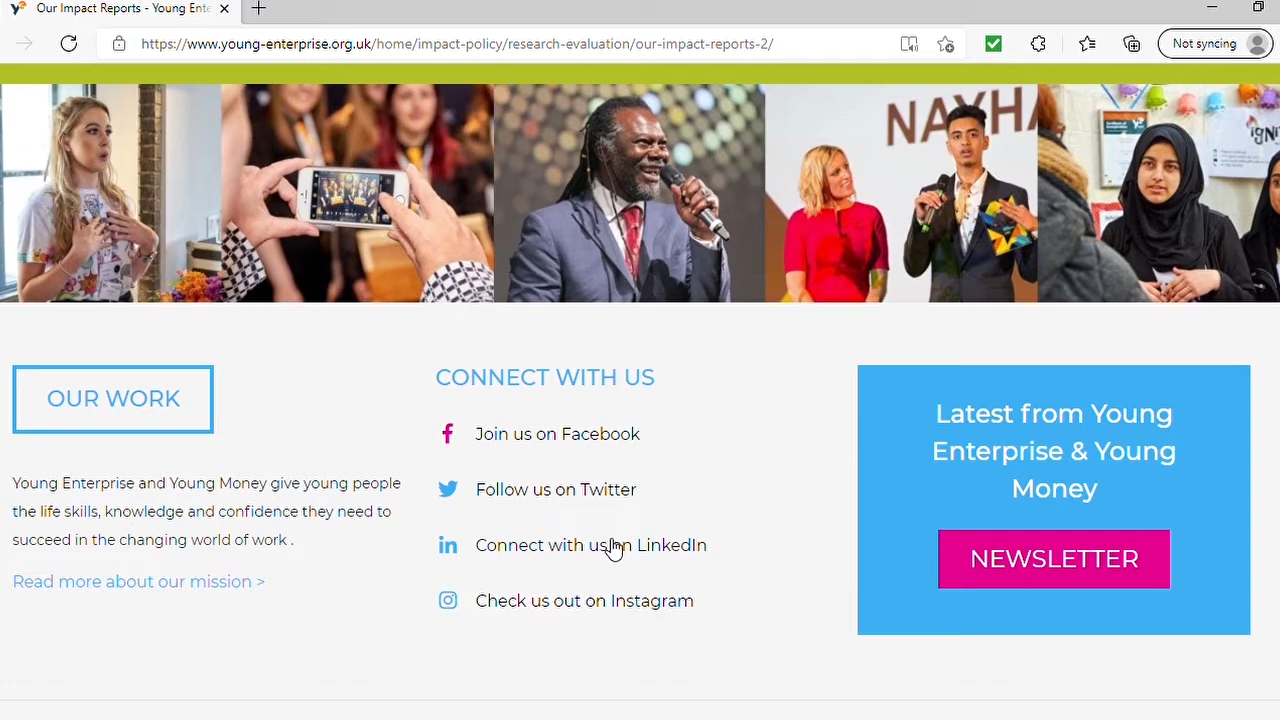 Our Impact Reports - Young Ente
https://www.young-enterprise.org.uk/home/impact-policy/research-evaluation/our-impact-reports-2/
Not syncing
NAXHA
igni
OUR WORK
Young Enterprise and Young Money give young people
the life skills, knowledge and confidence they need to
succeed in the changing world of work .
Read more about our mission >
CONNECT WITH US
Join us on Facebook
Follow us on Twitter
Connect with us on LinkedIn
Check us out on Instagram
Latest from Young
Enterprise & Young
Money
NEWSLETTER